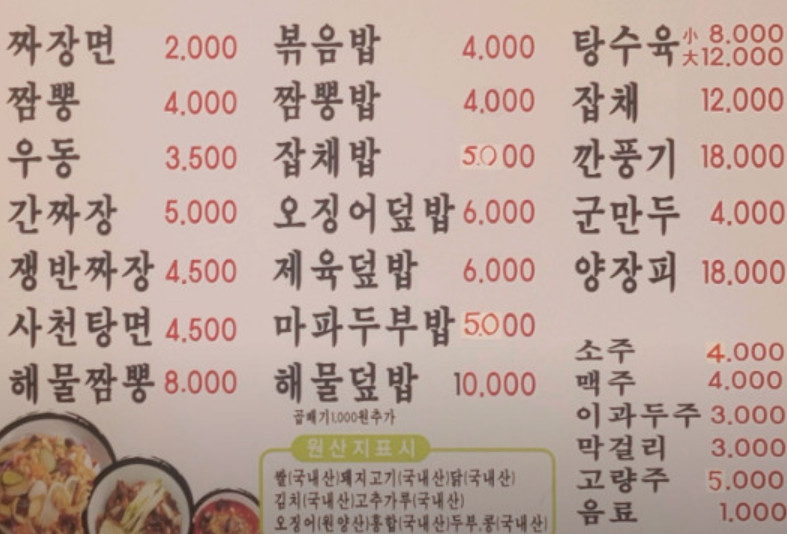 짜장면 2,000
짬뽕 4,000
우동 3,500
간짜장 5,000
쟁반짜장 4,500
사천탕면 4,500
해물짬뽕 8.000
볶음밥 4,000
짬뽕밥 4,000
잡채밥 5.000
오징어덮밥 6,000
제육덮밥 6.000
마파두부밥 5.000
해물덮밥 10,000
곱빼기1,000원추가
탕수육 小 8.000
大 12.000
잡채 12,000
깐풍기 18,000
군만두 4,000
양장피 18,000
소주 4.000
맥주 4.000
이과두주 3.000
막걸리 3.000
고량주 5.000
음료 1.000
원산지표시
쌀(국내산)돼지고기(국내산)닭(국내산)
김치(국내산)고추가루(국내산)
오징어(원양산)홍합(국내산)두부,콩(국내산)